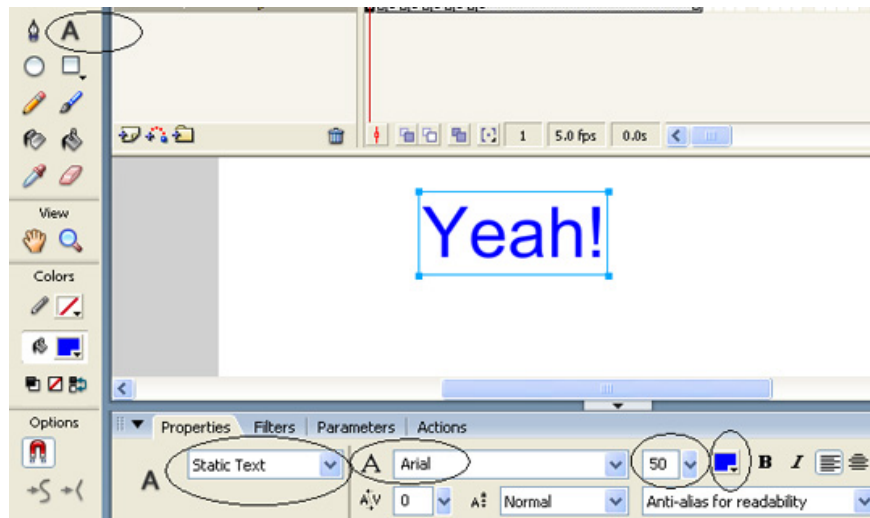 A
1 5.0 fps 0.0s
View
Yeah!
Colors
Options
Properties Filters Parameters Actions
A Static Text A Arial 50 B I
A V 0 A Normal Anti-alias for readability